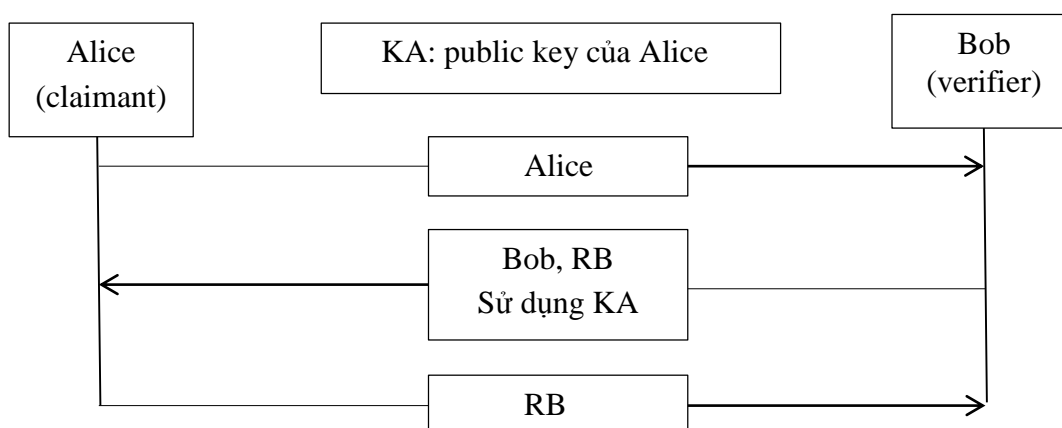 Alice
(claimant)
KA: public key của Alice
Bob
(verifier)
Alice
Bob, RB
Sử dụng KA
RB